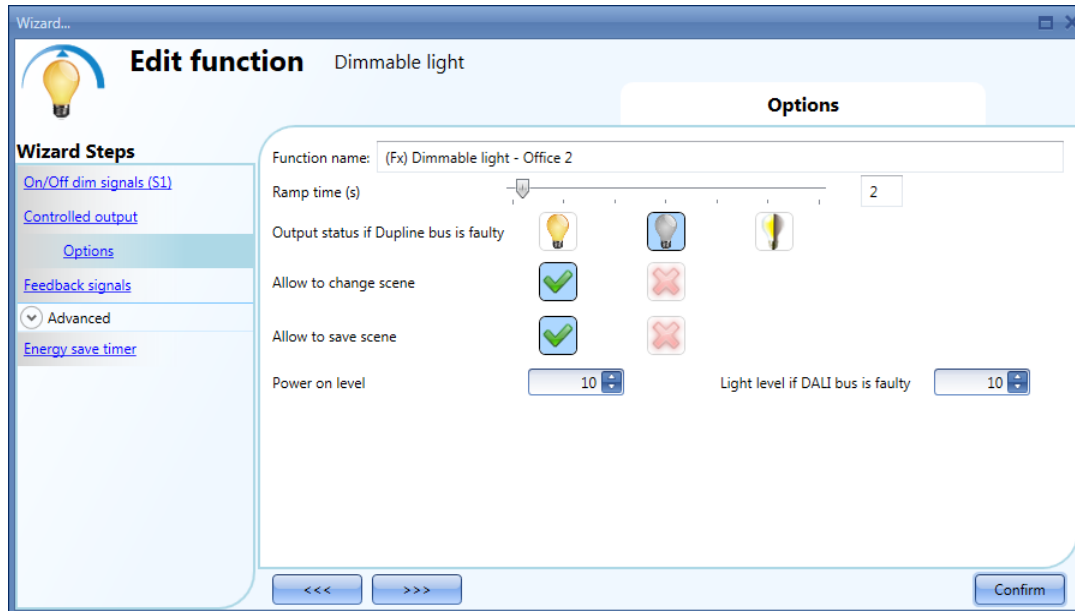 Wizard...
Edit function Dimmable light
Options
Wizard Steps
On/Off dim signals (S1)
Controlled output
Options
Feedback signals
Advanced
Energy save timer
Function name: (Fx) Dimmable light - Office 2
Ramp time (s) 2
Output status if Dupline bus is faulty
Allow to change scene
Allow to save scene
Power on level 10 Light level if DALI bus is faulty 10
<<< >>> Confirm